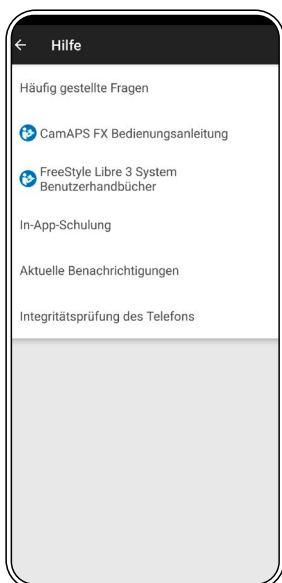 Hilfe
Häufig gestellte Fragen
CamAPS FX Bedienungsanleitung
FreeStyle Libre 3 System
Benutzerhandbücher
In-App-Schulung
Aktuelle Benachrichtigungen
Integritätsprüfung des Telefons